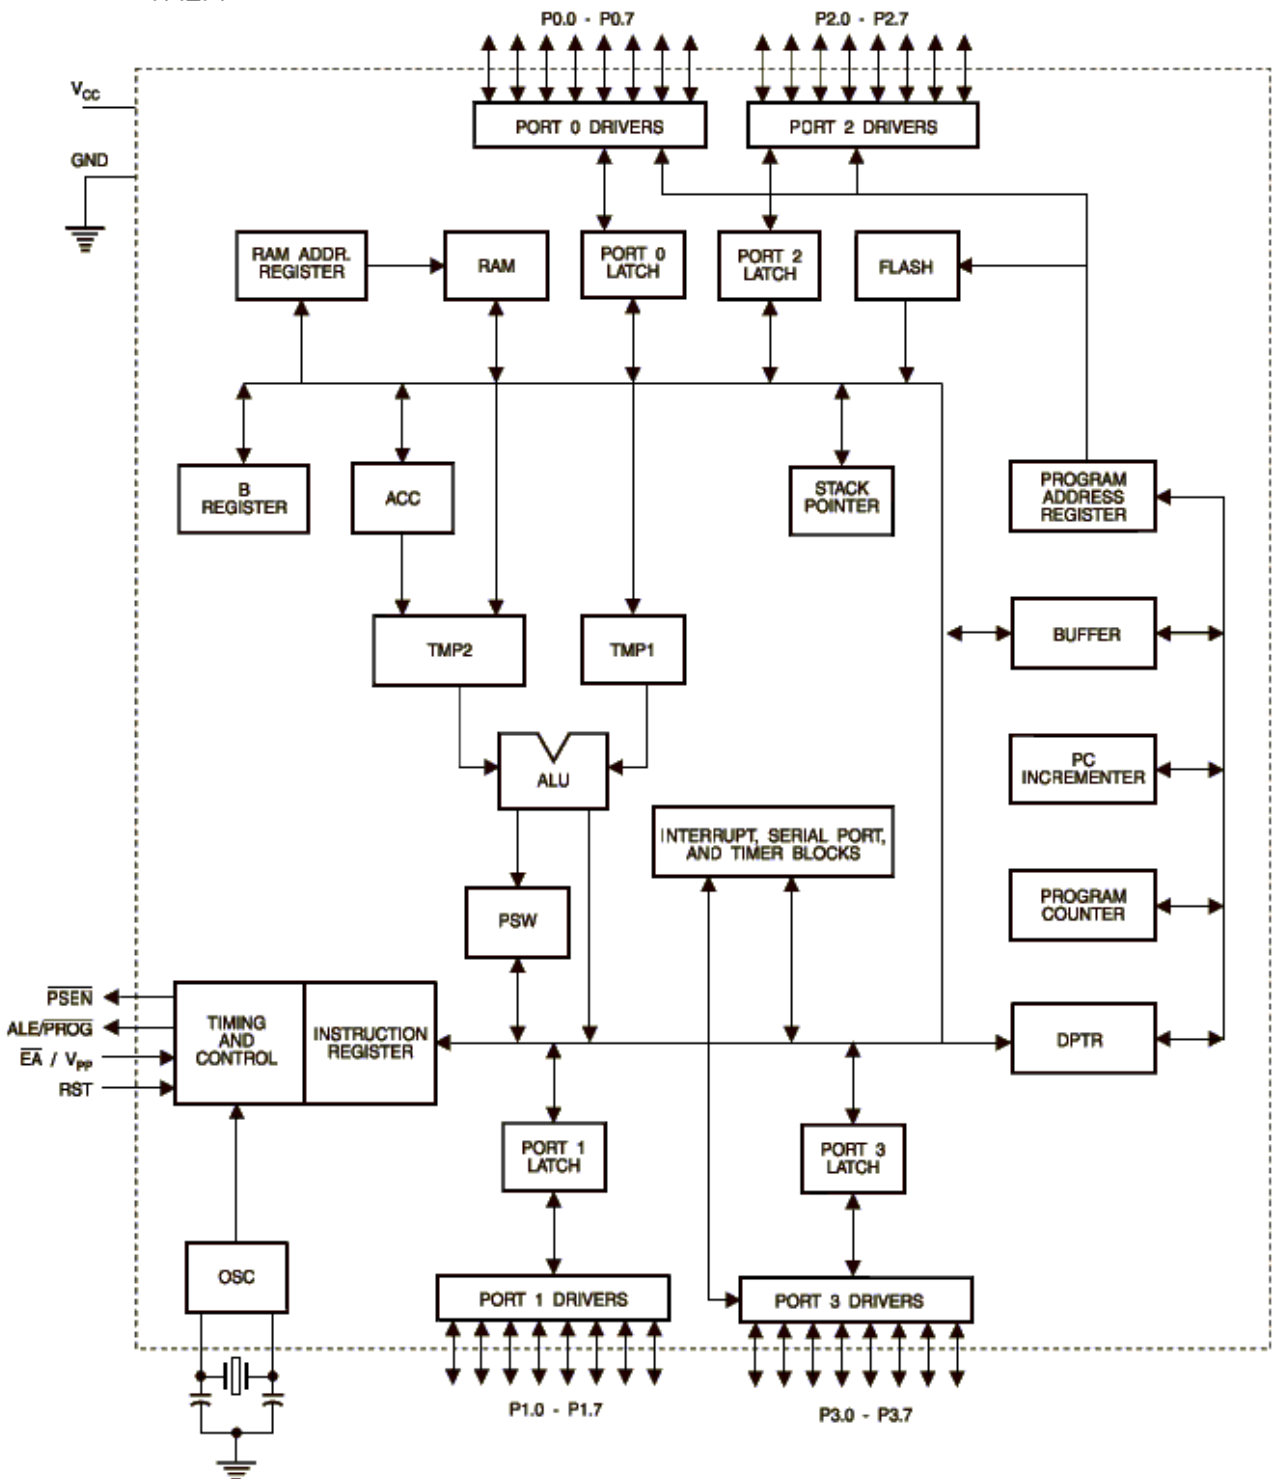 P0.0 - P0.7
P2.0 - P2.7
VCC
GND
PORT 0 DRIVERS
PORT 2 DRIVERS
RAM ADDR.
REGISTER
RAM
PORT 0
LATCH
PORT 2
LATCH
FLASH
B
REGISTER
ACC
STACK
POINTER
PROGRAM
ADDRESS
REGISTER
TMP2
TMP1
BUFFER
ALU
PC
INCREMENTER
INTERRUPT, SERIAL PORT,
AND TIMER BLOCKS
PSW
PROGRAM
COUNTER
PSEN
ALE/PROG
EA / VPP
RST
TIMING
AND
CONTROL
INSTRUCTION
REGISTER
DPTR
PORT 1
LATCH
PORT 3
LATCH
OSC
PORT 1 DRIVERS
PORT 3 DRIVERS
P1.0 - P1.7
P3.0 - P3.7